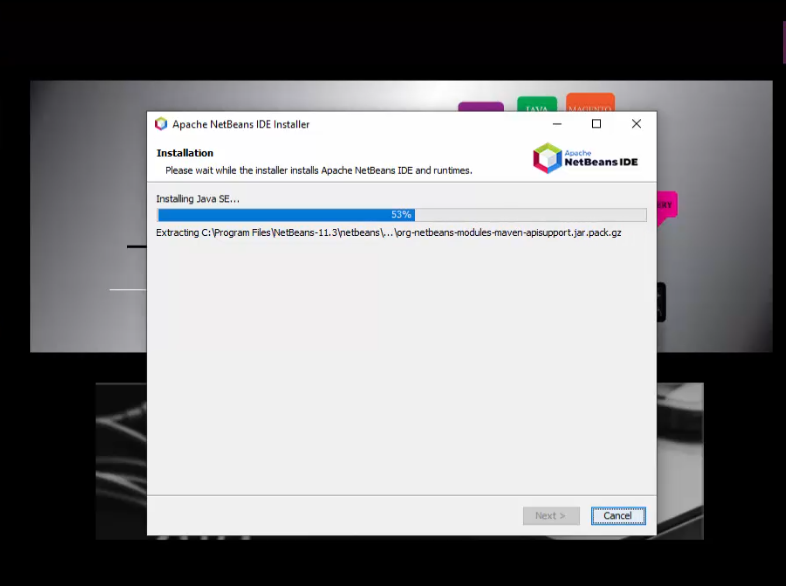 JAVA
MAGENTO
Apache NetBeans IDE Installer
Installation
Please wait while the installer installs Apache NetBeans IDE and runtimes.
Apache
NetBeans IDE
Installing Java SE...
53%
Extracting C:\Program Files\NetBeans-11.3\netbeans\...\org-netbeans-modules-maven-apisupport.jar.pack.gz
Next >
Cancel